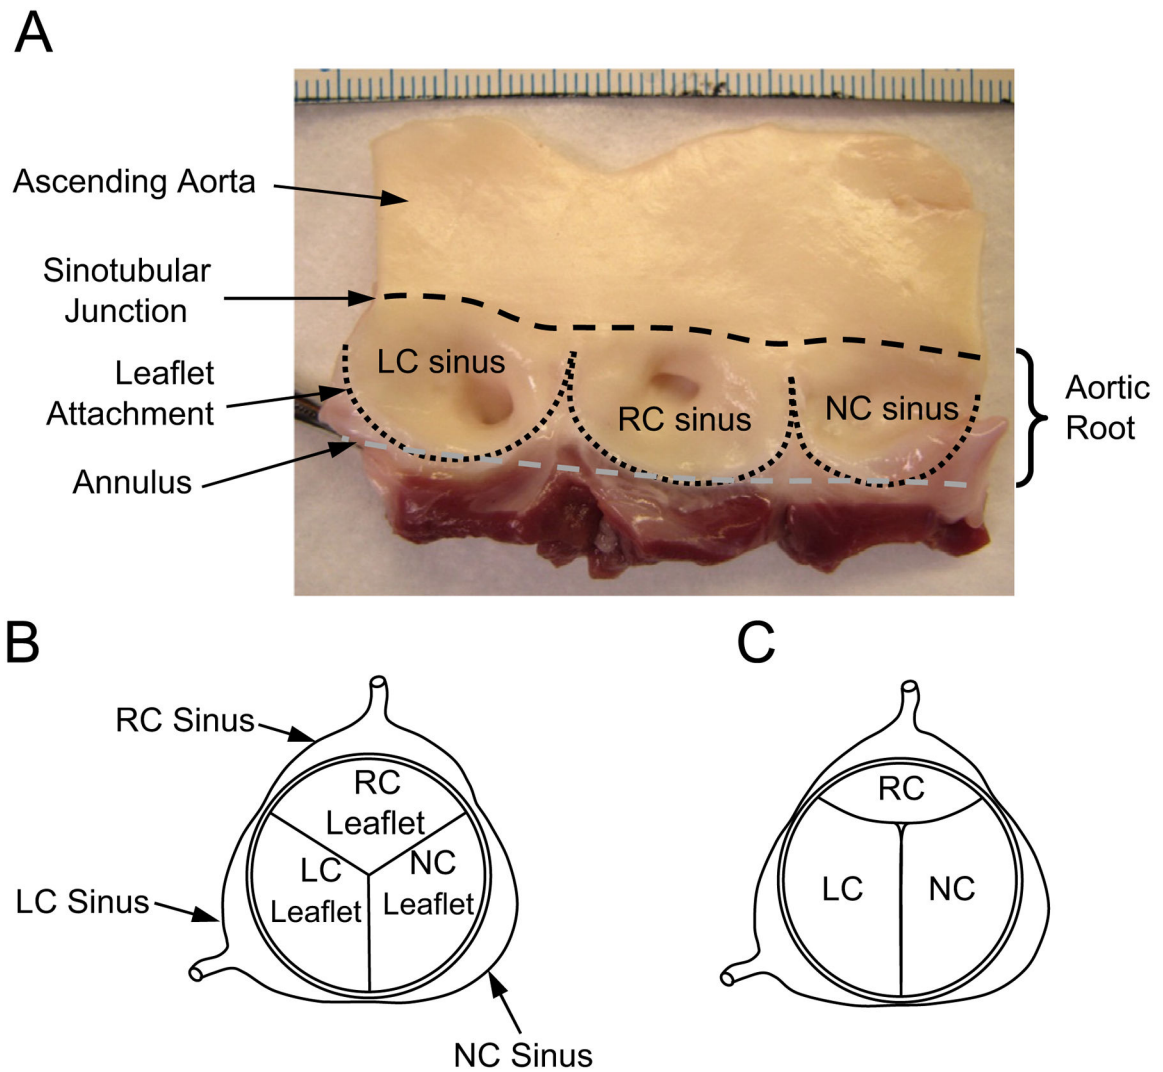 A
Ascending Aorta
Sinotubular
Junction
Leaflet
Attachment
Annulus
LC sinus
RC sinus
NC sinus
Aortic
Root
B
RC Sinus
LC Sinus
NC Sinus
RC
Leaflet
LC
Leaflet
NC
Leaflet
C
RC
LC
NC